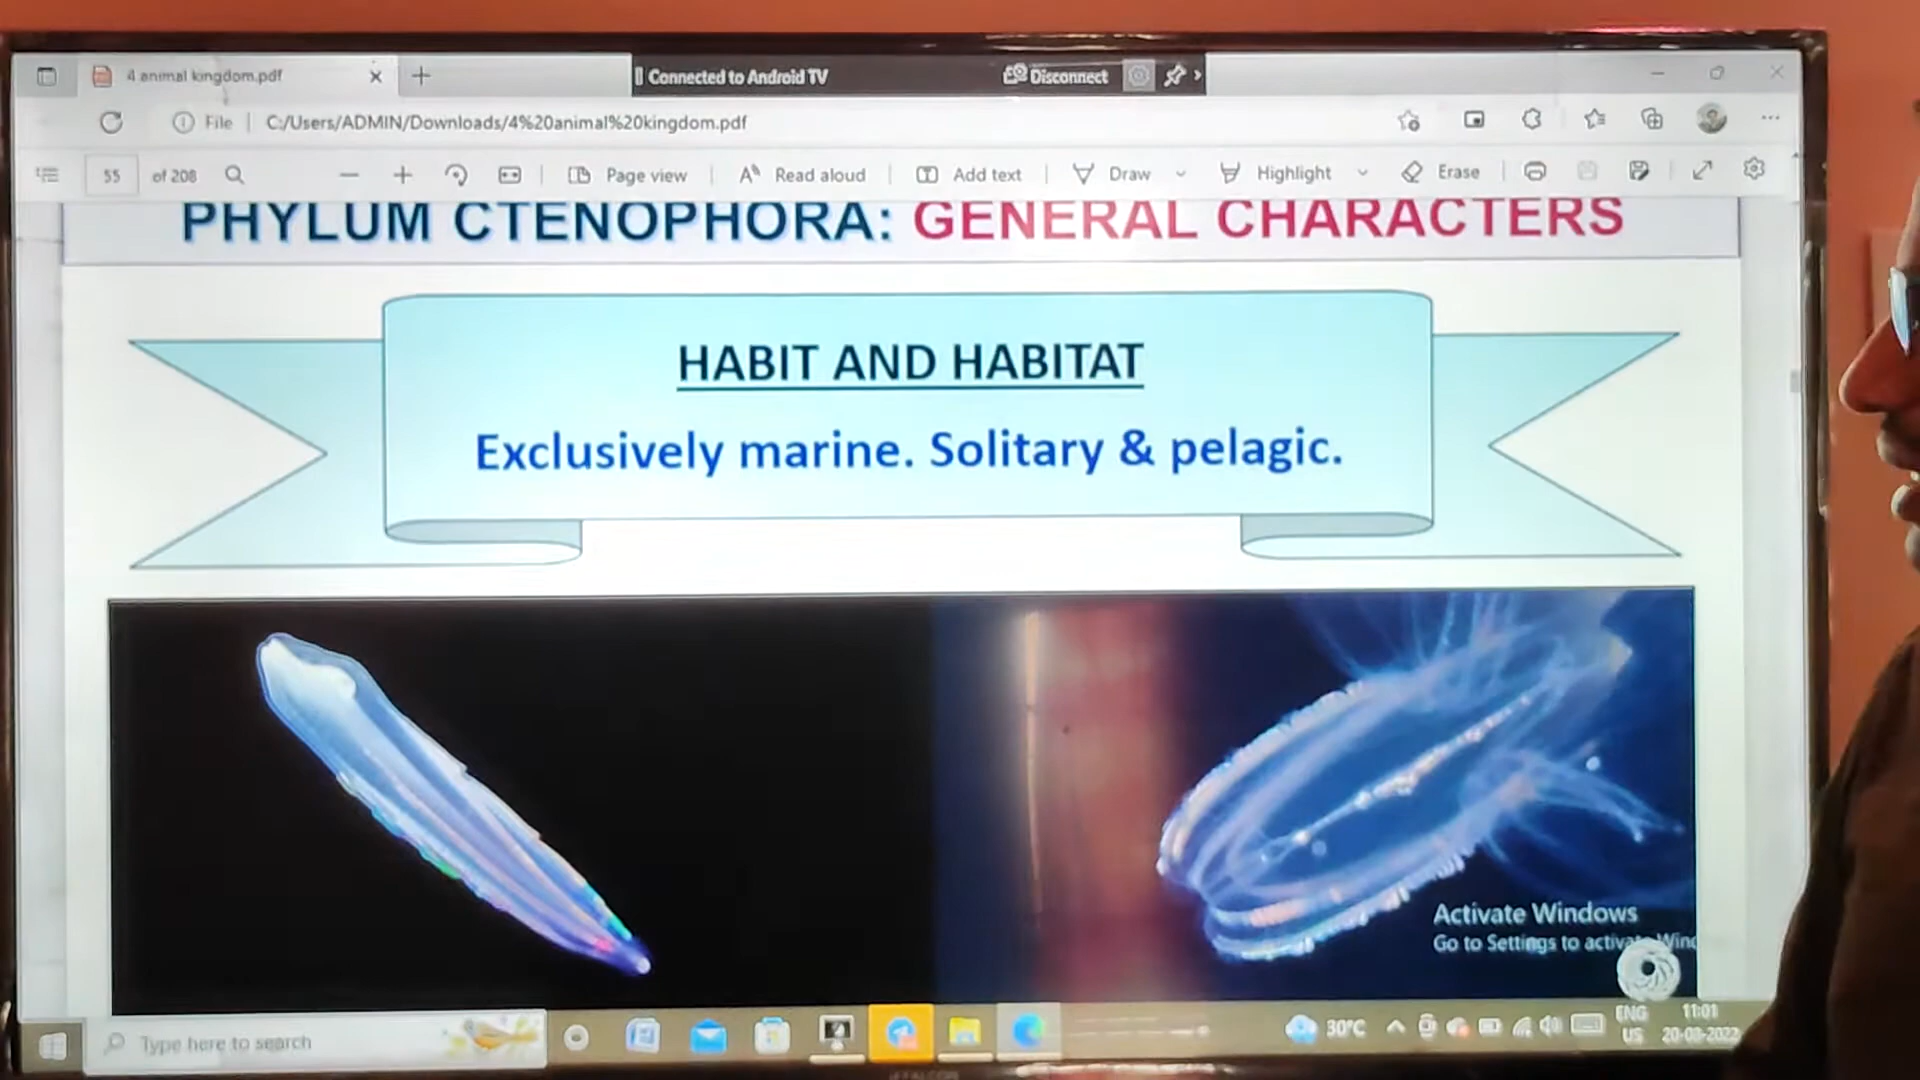 4 animal kingdom.pdf
Connected to Android TV
Disconnect
File
C:/Users/ADMIN/Downloads/4%20animal%20kingdom.pdf
55 of 208
Page view
Read aloud
Add text
Draw
Highlight
Erase
PHYLUM CTENOPHORA: GENERAL CHARACTERS
HABIT AND HABITAT
Exclusively marine. Solitary & pelagic.
Activate Windows
Go to Settings to activate
Type here to search
30°C
ENG
US
11:01
20-08-2022